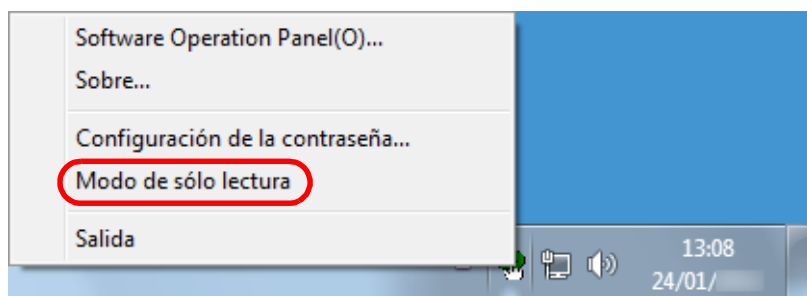 Software Operation Panel(O)...
Sobre...
Configuración de la contraseña...
Modo de sólo lectura
Salida
13:08
24/01/